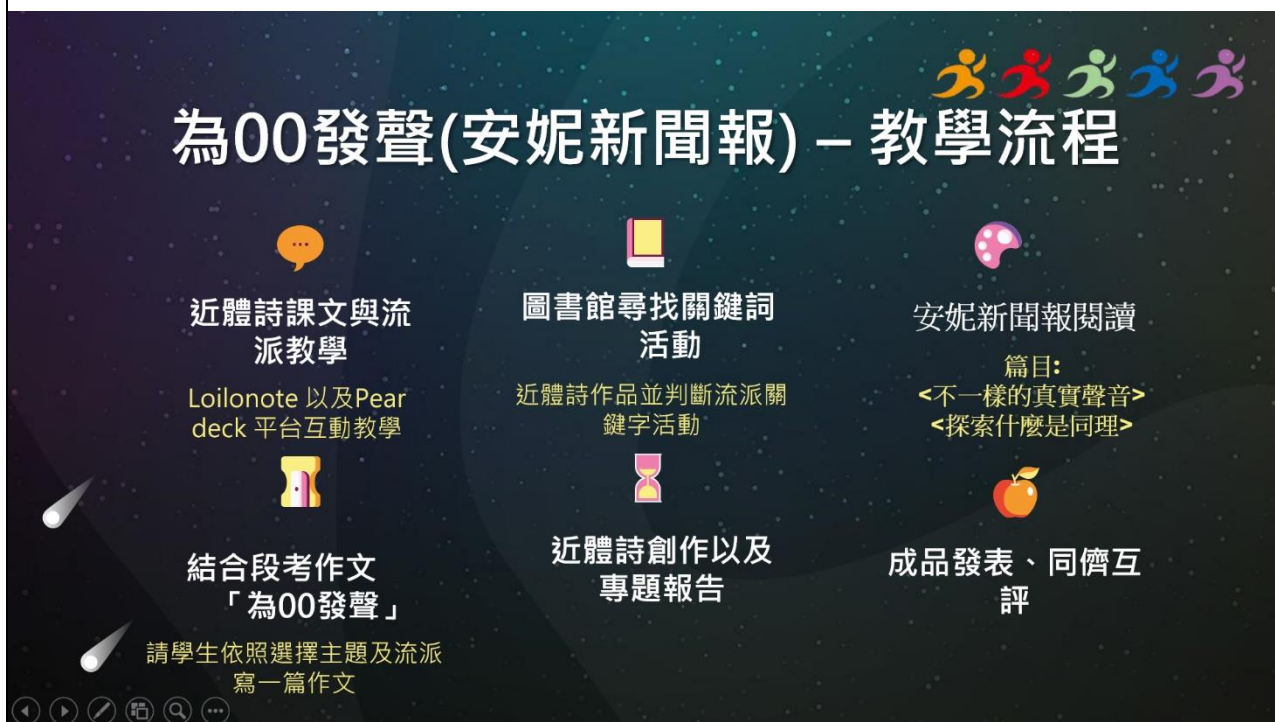 為00發聲(安妮新聞報) – 教學流程
近體詩課文與流
派教學
Loilonote 以及Pear
deck 平台互動教學
圖書館尋找關鍵詞
活動
近體詩作品並判斷流派關
鍵字活動
安妮新聞報閱讀
篇目:
<不一樣的真實聲音>
<探索什麼是同理>
結合段考作文
「為00發聲」
請學生依照選擇主題及流派
寫一篇作文
近體詩創作以及
專題報告
成品發表、同儕互
評